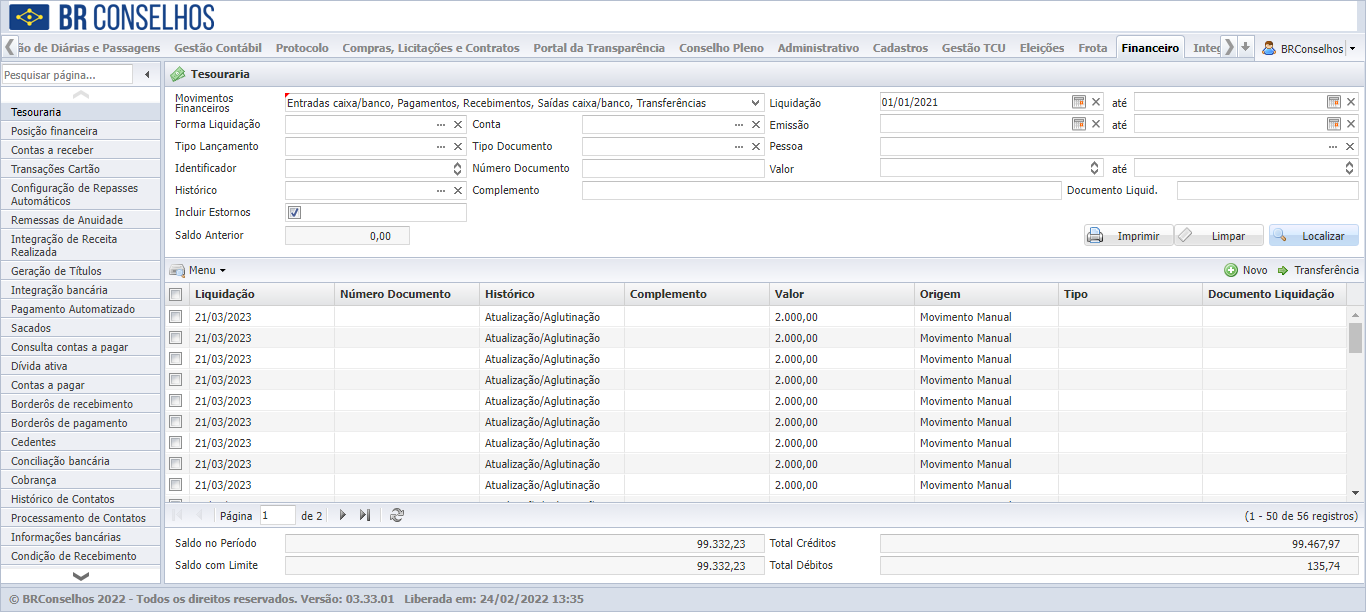 BR CONSELHOS
ão de Diárias e Passagens Gestão Contábil Protocolo Compras, Licitações e Contratos Portal da Transparência Conselho Pleno Administrativo Cadastros Gestão TCU Eleições Frota Financeiro Integ BRConselhos
Pesquisar página...
Tesouraria
Posição financeira
Contas a receber
Transações Cartão
Configuração de Repasses
Automáticos
Remessas de Anuidade
Integração de Receita
Realizada
Geração de Títulos
Integração bancária
Pagamento Automatizado
Sacados
Consulta contas a pagar
Dívida ativa
Contas a pagar
Borderôs de recebimento
Borderôs de pagamento
Cedentes
Conciliação bancária
Cobrança
Histórico de Contatos
Processamento de Contatos
Informações bancárias
Condição de Recebimento
Tesouraria
Movimentos
Financeiros
Entradas caixa/banco, Pagamentos, Recebimentos, Saídas caixa/banco, Transferências
Liquidação 01/01/2021 até
Forma Liquidação Conta Emissão até
Tipo Lançamento Tipo Documento Pessoa
Identificador Número Documento Valor até
Histórico Complemento Documento Liquid.
Incluir Estornos
Saldo Anterior 0,00 Imprimir Limpar Localizar
Menu Novo Transferência
Liquidação Número Documento Histórico Complemento Valor Origem Tipo Documento Liquidação
21/03/2023 Atualização/Aglutinação 2.000,00 Movimento Manual
21/03/2023 Atualização/Aglutinação 2.000,00 Movimento Manual
21/03/2023 Atualização/Aglutinação 2.000,00 Movimento Manual
21/03/2023 Atualização/Aglutinação 2.000,00 Movimento Manual
21/03/2023 Atualização/Aglutinação 2.000,00 Movimento Manual
21/03/2023 Atualização/Aglutinação 2.000,00 Movimento Manual
21/03/2023 Atualização/Aglutinação 2.000,00 Movimento Manual
21/03/2023 Atualização/Aglutinação 2.000,00 Movimento Manual
21/03/2023 Atualização/Aglutinação 2.000,00 Movimento Manual
Página 1 de 2 (1 - 50 de 56 registros)
Saldo no Período 99.332,23 Total Créditos 99.467,97
Saldo com Limite 99.332,23 Total Débitos 135,74
© BRConselhos 2022 - Todos os direitos reservados. Versão: 03.33.01 Liberada em: 24/02/2022 13:35